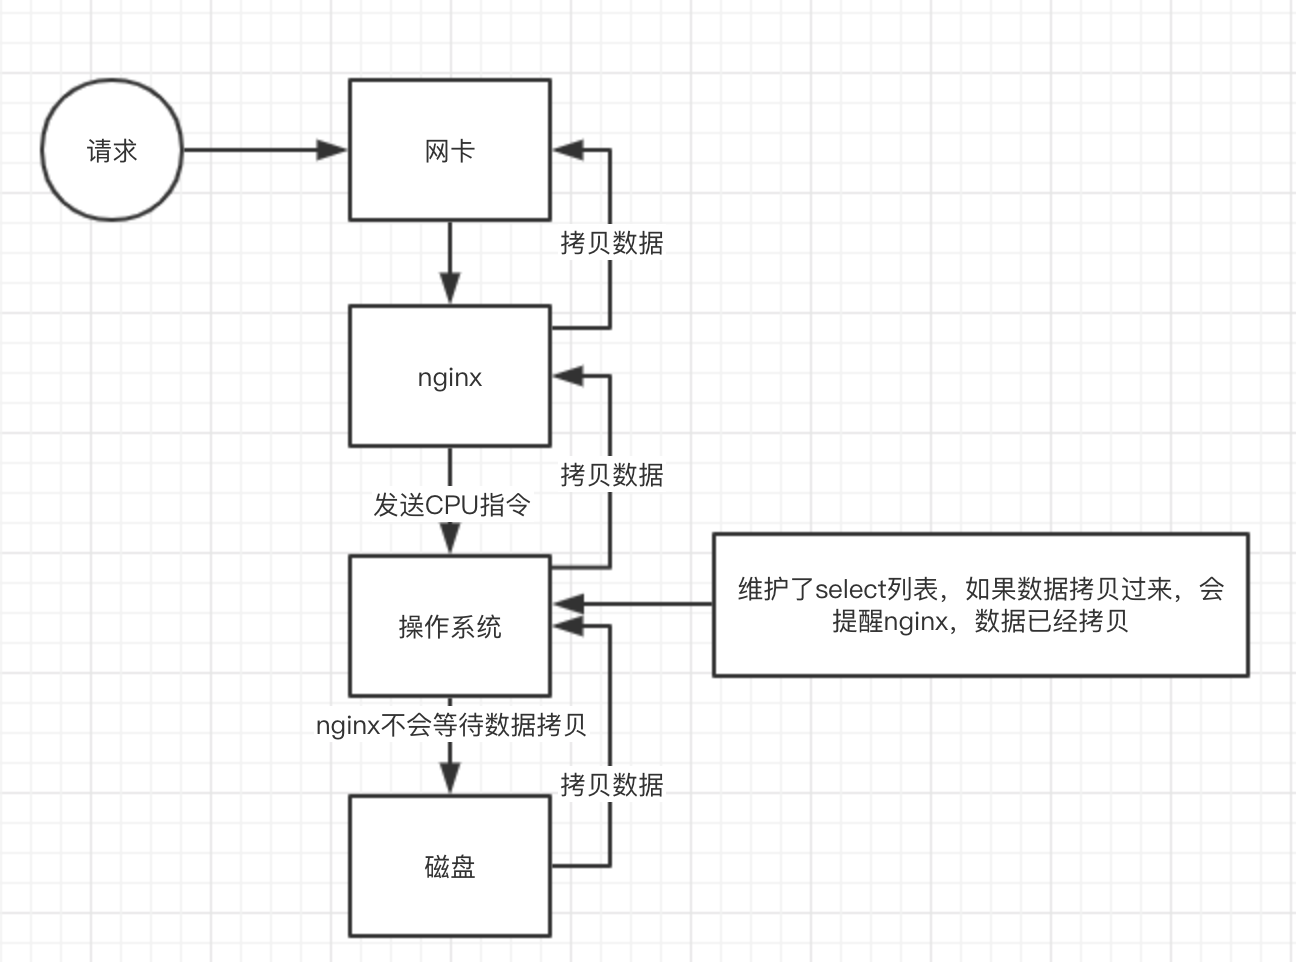 请求
网卡
拷贝数据
nginx
拷贝数据
发送CPU指令
维护了select列表，如果数据拷贝过来，会
提醒nginx，数据已经拷贝
操作系统
nginx不会等待数据拷贝
拷贝数据
磁盘